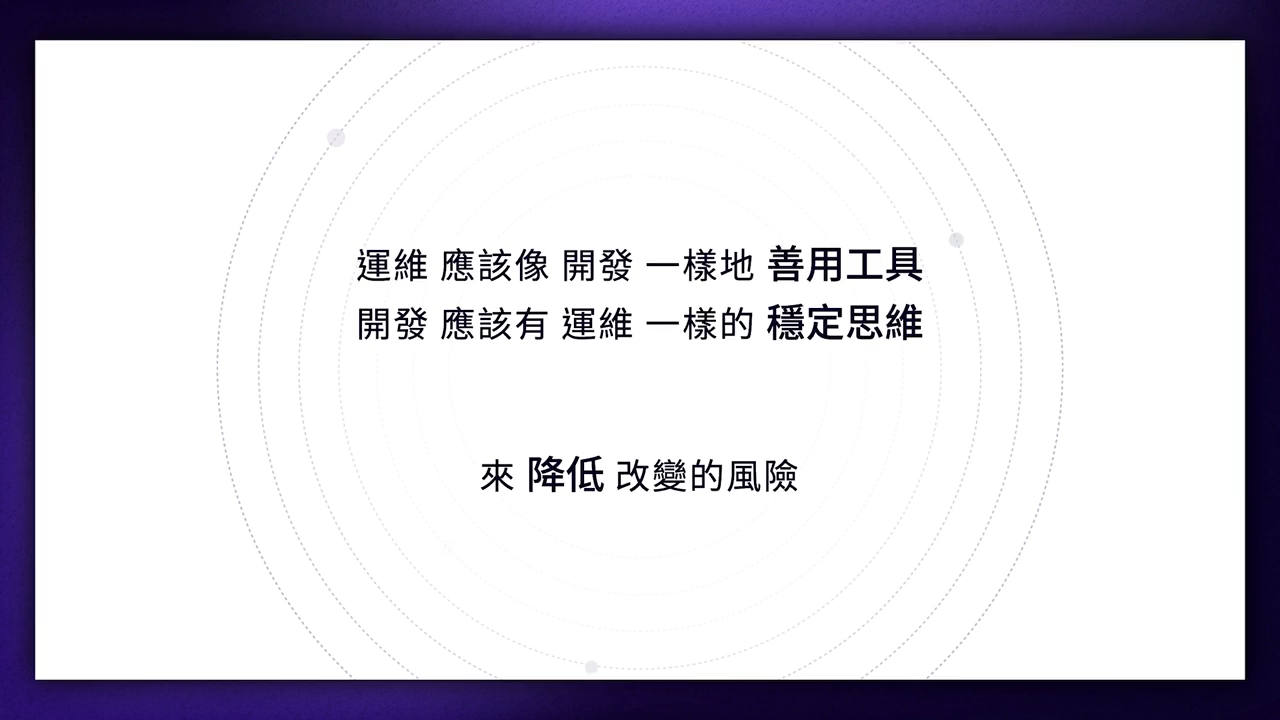 運維 應該像 開發 一樣地 善用工具
開發 應該有 運維 一樣的 穩定思維
來 降低 改變的風險